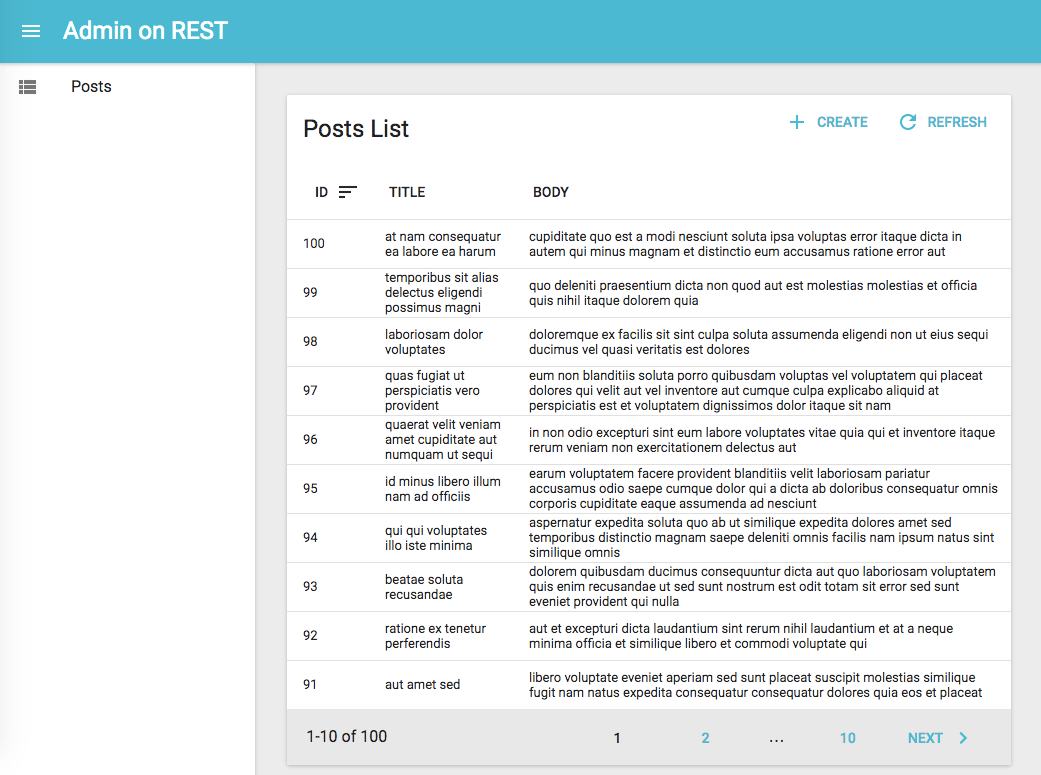 Admin on REST
Posts
Posts List
CREATE
REFRESH
ID
TITLE
BODY
100
at nam consequatur
ea labore ea harum
cupiditate quo est a modi nesciunt soluta ipsa voluptas error itaque dicta in
autem qui minus magnam et distinctio eum accusamus ratione error aut
99
temporibus sit alias
delectus eligendi
possimus magni
quo deleniti praesentium dicta non quod aut est molestias molestias et officia
quis nihil itaque dolorem quia
98
laboriosam dolor
voluptates
doloremque ex facilis sit sint culpa soluta assumenda eligendi non ut eius sequi
ducimus vel quasi veritatis est dolores
97
quas fugiat ut
perspiciatis vero
provident
eum non blanditiis soluta porro quibusdam voluptas vel voluptatem qui placeat
dolores qui velit aut vel inventore aut cumque culpa explicabo aliquid at
perspiciatis est et voluptatem dignissimos dolor itaque sit nam
96
quaerat velit veniam
amet cupiditate aut
numquam ut sequi
in non odio excepturi sint eum labore voluptates vitae quia qui et inventore itaque
rerum veniam non exercitationem delectus aut
95
id minus libero illum
nam ad officiis
earum voluptatem facere provident blanditiis velit laboriosam pariatur
accusamus odio saepe cumque dolor qui a dicta ab doloribus consequatur omnis
corporis cupiditate eaque assumenda ad nesciunt
94
qui qui voluptates
illo iste minima
aspernatur expedita soluta quo ab ut similique expedita dolores amet sed
temporibus distinctio magnam saepe deleniti omnis facilis nam ipsum natus sint
similique omnis
93
beatae soluta
recusandae
dolorem quibusdam ducimus consequuntur dicta aut quo laboriosam voluptatem
quis enim recusandae ut sed sunt nostrum est odit totam sit error sed sunt
eveniet provident qui nulla
92
ratione ex tenetur
perferendis
aut et excepturi dicta laudantium sint rerum nihil laudantium et at a neque
minima officia et similique libero et commodi voluptate qui
91
aut amet sed
libero voluptate eveniet aperiam sed sunt placeat suscipit molestias similique
fugit nam natus expedita consequatur consequatur dolores quia eos et placeat
1-10 of 100
1
2
...
10
NEXT